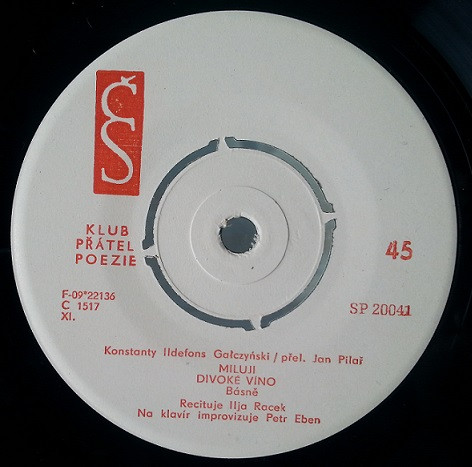 ČS
KLUB
PŘÁTEL
POEZIE
45
F-09*22136
C 1517
XI.
SP 20041
Konstanty Ildefons Gałczyński / přel. Jan Pilař
MILUJI
DIVOKÉ VÍNO
Básně
Recituje Ilja Racek
Na klavír improvizuje Petr Eben